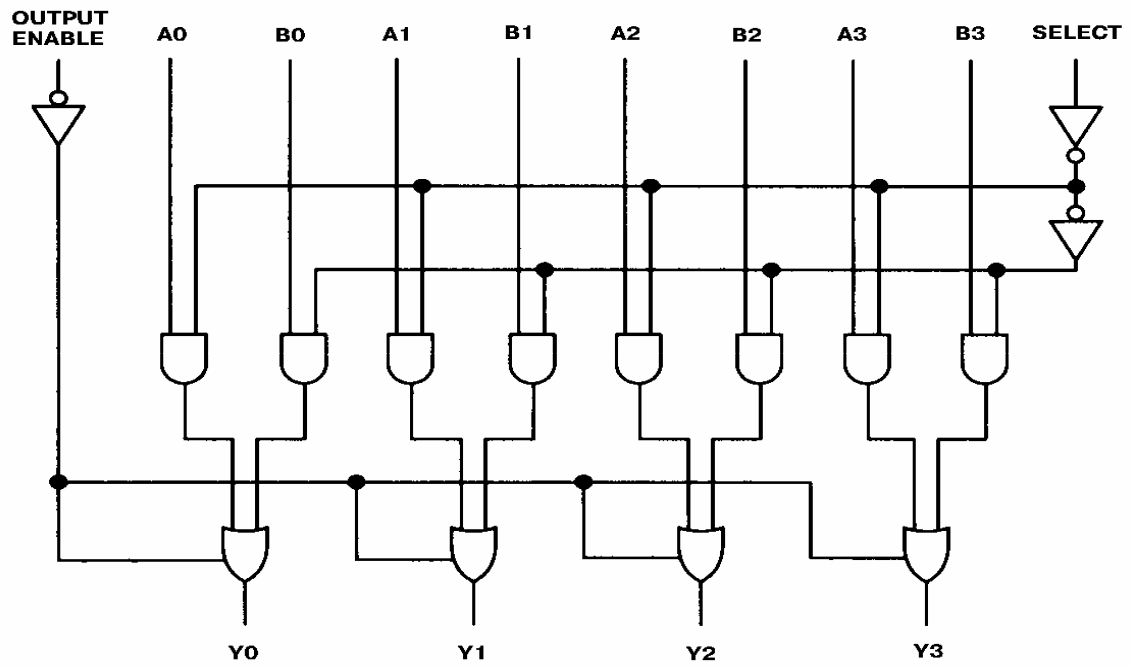 OUTPUT
ENABLE
A0
B0
A1
B1
A2
B2
A3
B3
SELECT
Y0
Y1
Y2
Y3